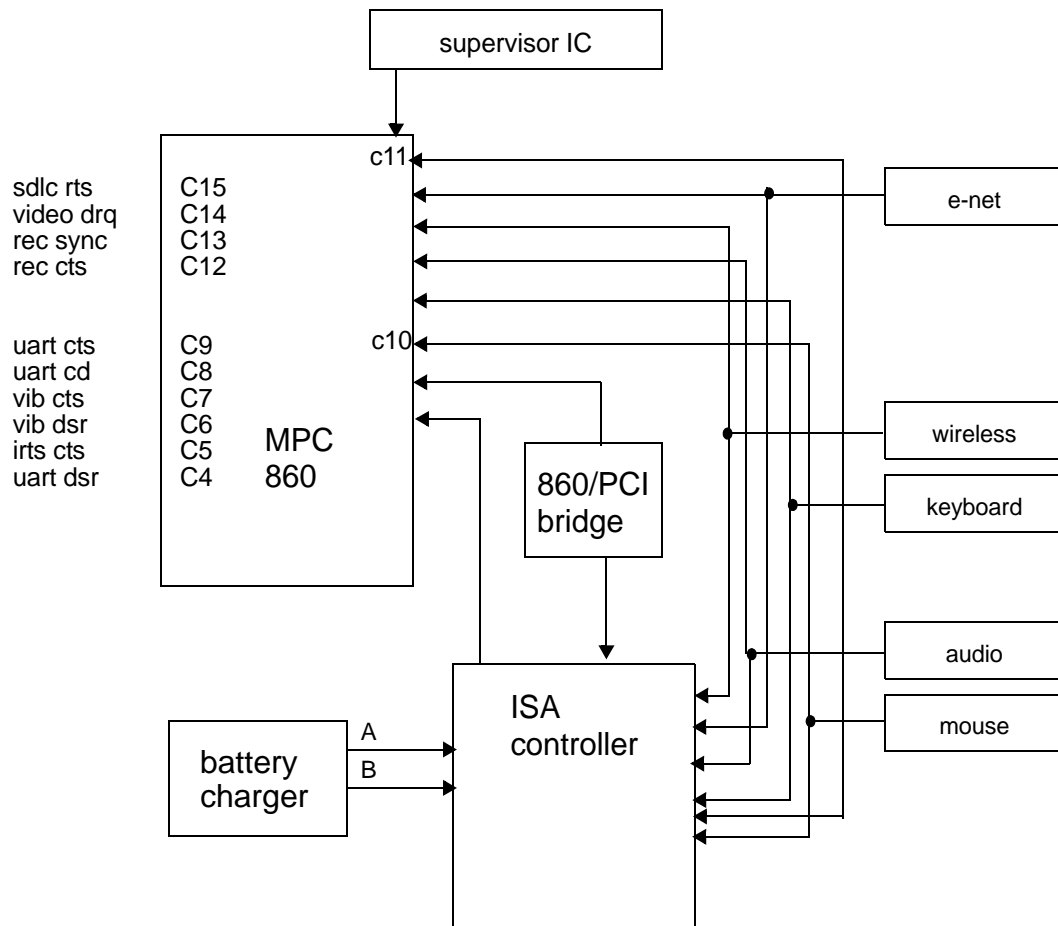 supervisor IC
c11
sdlc rts C15
video drq C14
rec sync C13
rec cts C12
e-net
c10
uart cts C9
uart cd C8
vib cts C7
vib dsr C6
irts cts C5
uart dsr C4
MPC
860
860/PCI
bridge
wireless
keyboard
audio
mouse
ISA
controller
battery
charger
A
B